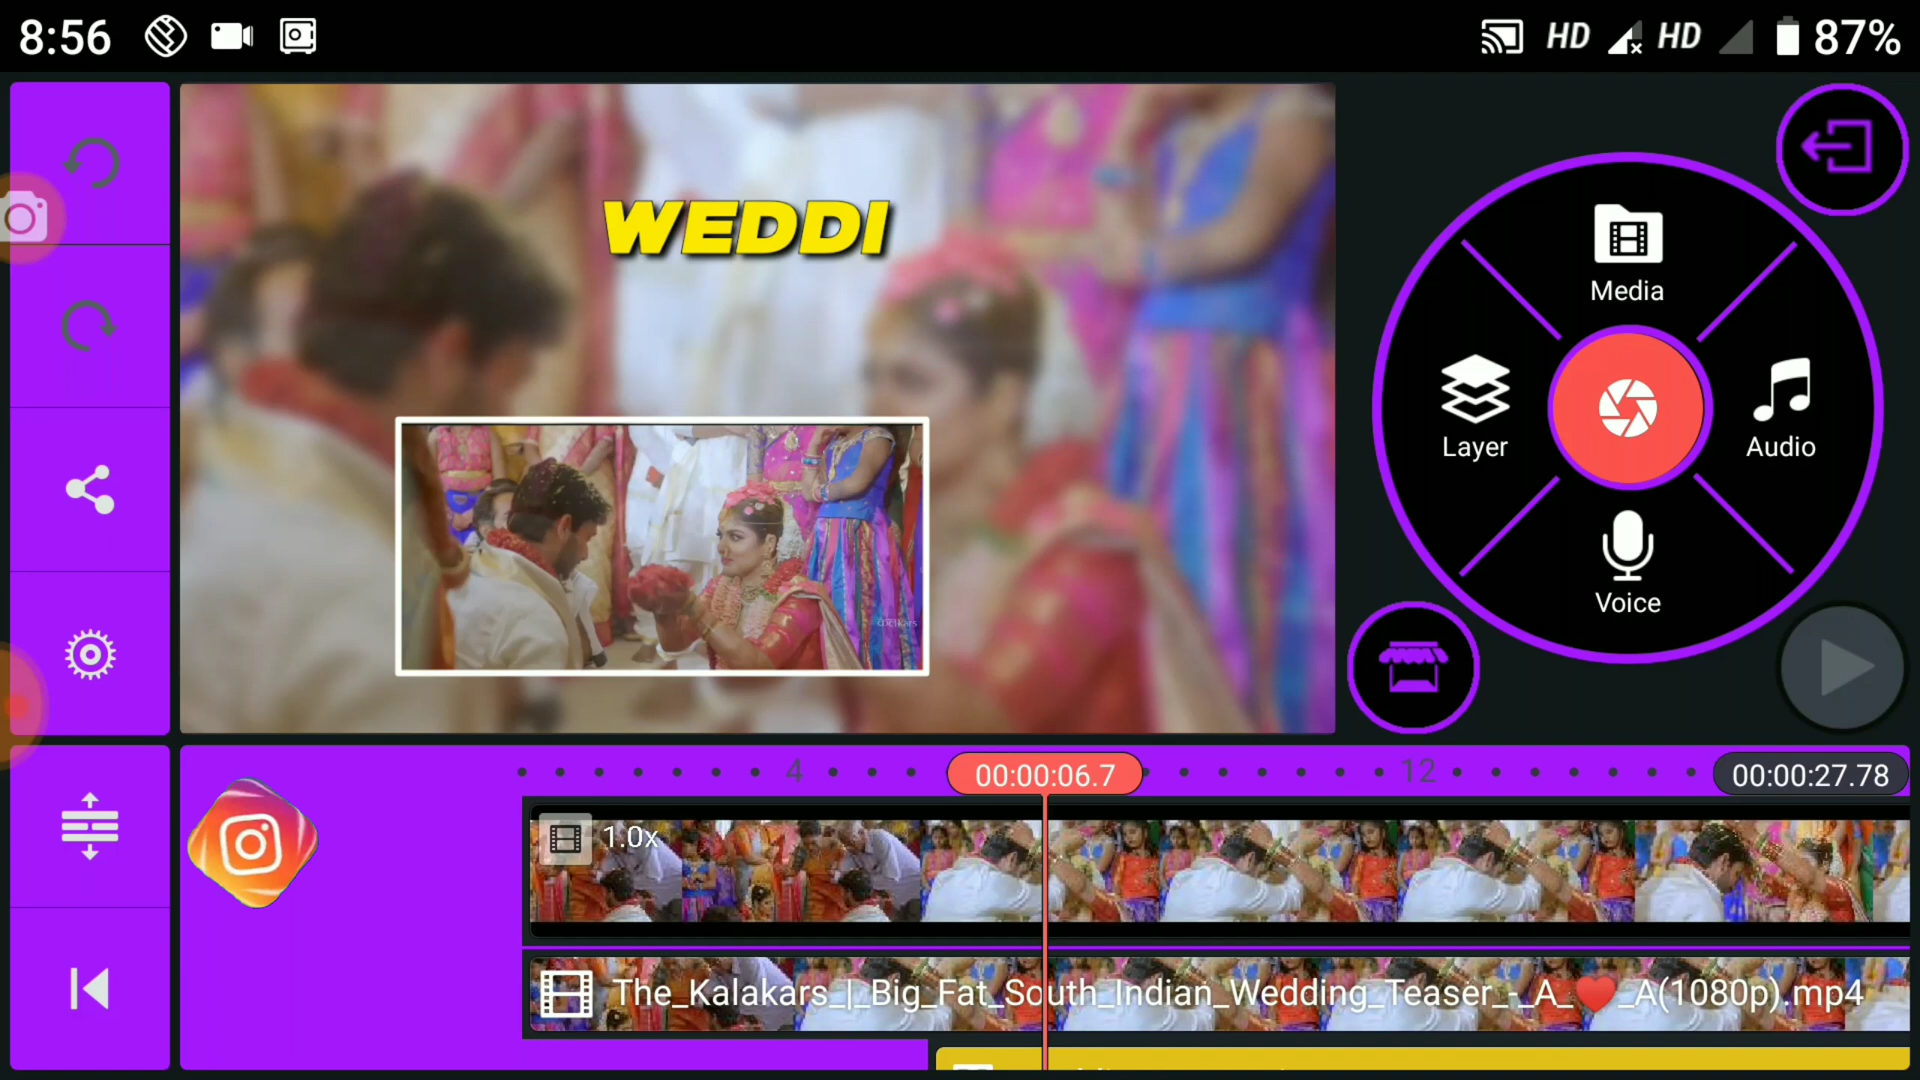 8:56
HD HD 87%
WEDDI
Media
Layer
Audio
Voice
4 12
00:00:06.7
00:00:27.78
1.0x
The_Kalakars_|_Big_Fat_South_Indian_Wedding_Teaser_-_A_❤️_A(1080p).mp4